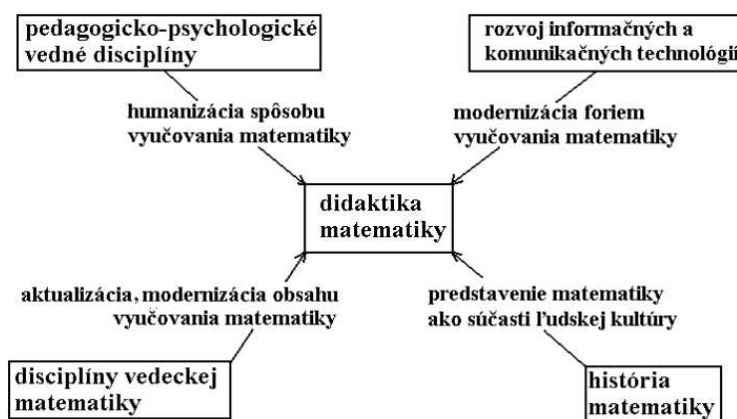 pedagogicko-psychologické
vedné disciplíny
rozvoj informačných a
komunikačných technológií
humanizácia spôsobu
vyučovania matematiky
modernizácia foriem
vyučovania matematiky
didaktika
matematiky
aktualizácia, modernizácia obsahu
vyučovania matematiky
predstavenie matematiky
ako súčasti ľudskej kultúry
disciplíny vedeckej
matematiky
história
matematiky